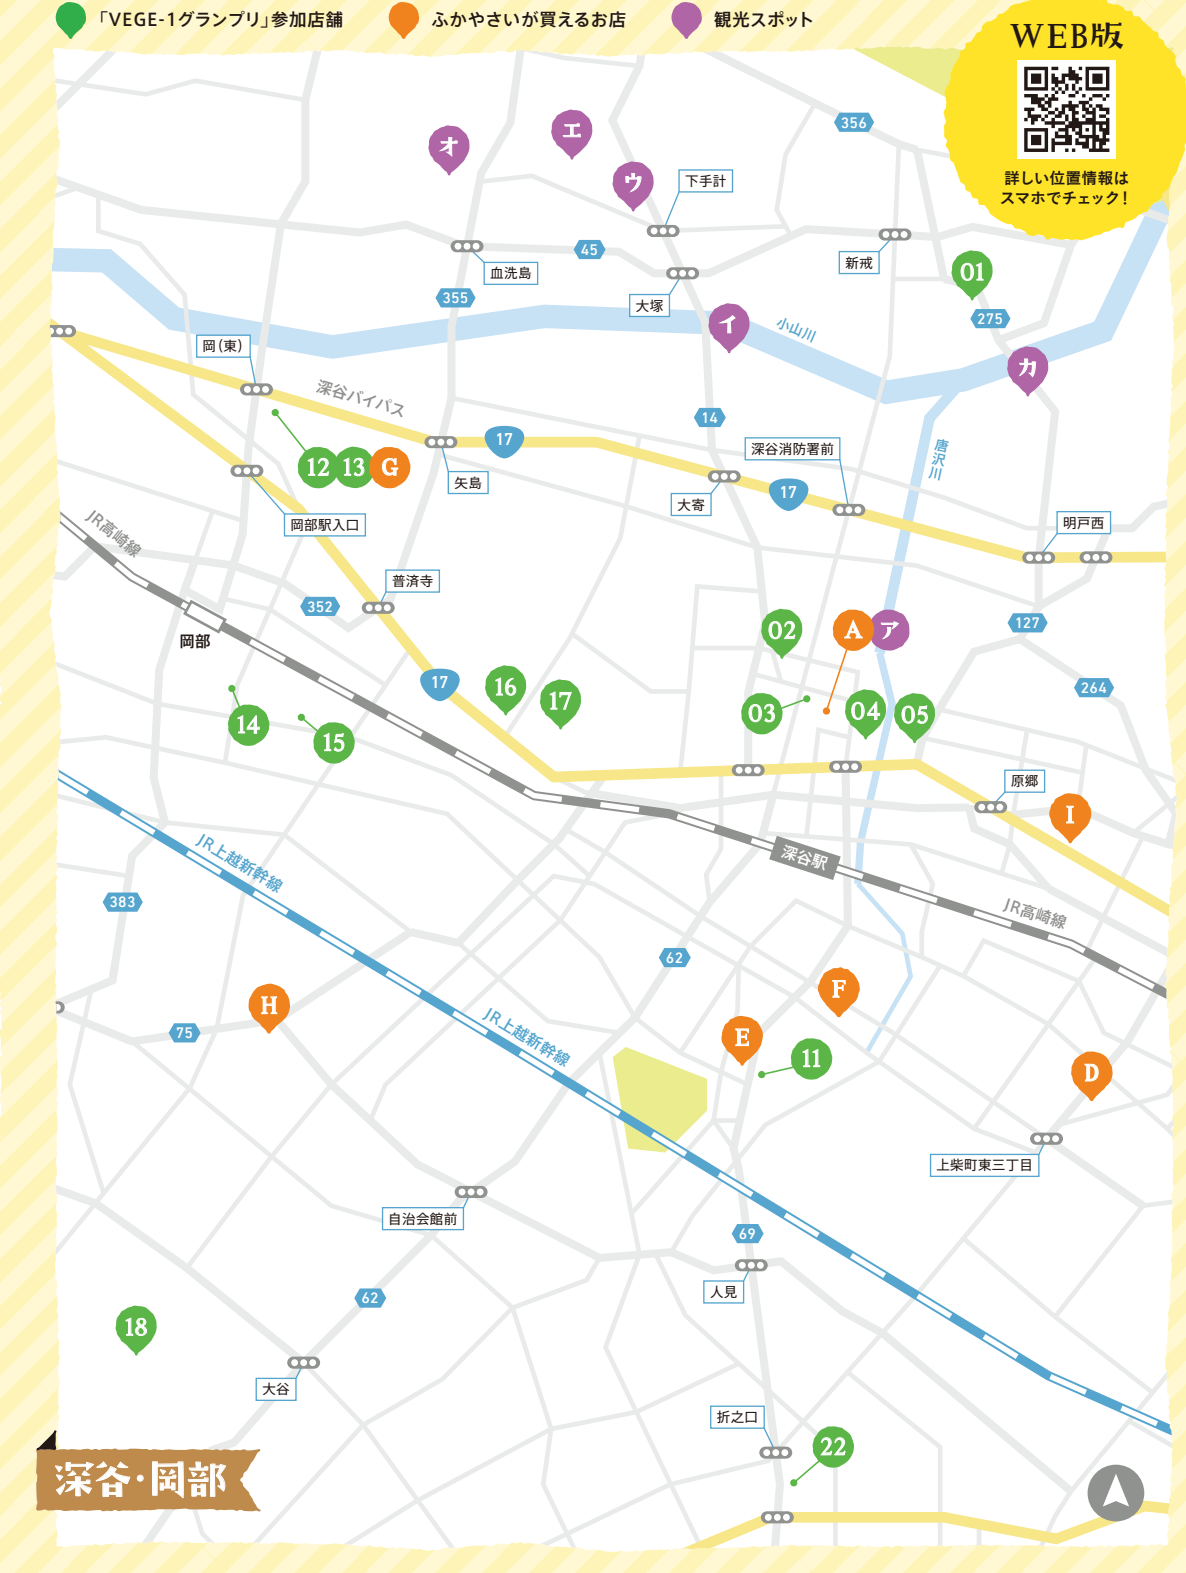 「VEGE-1グランプリ」参加店舗
ふかやさいが買えるお店
観光スポット
WEB版
詳しい位置情報は
スマホでチェック！
356
エ
オ
ウ
下手計
45
新戒
血洗島
01
355
大塚
275
イ
小山川
岡（東）
カ
深谷バイパス
14
17
唐沢川
深谷消防署前
12
13
G
矢島
17
大寄
岡部駅入口
明戸西
JR高崎線
普済寺
352
127
02
A
ア
岡部
17
16
264
17
03
04
05
14
15
原郷
I
JR上越新幹線
深谷駅
383
JR高崎線
62
F
H
75
JR上越新幹線
E
11
D
上柴町東三丁目
自治会館前
69
人見
62
18
大谷
折之口
22
深谷・岡部